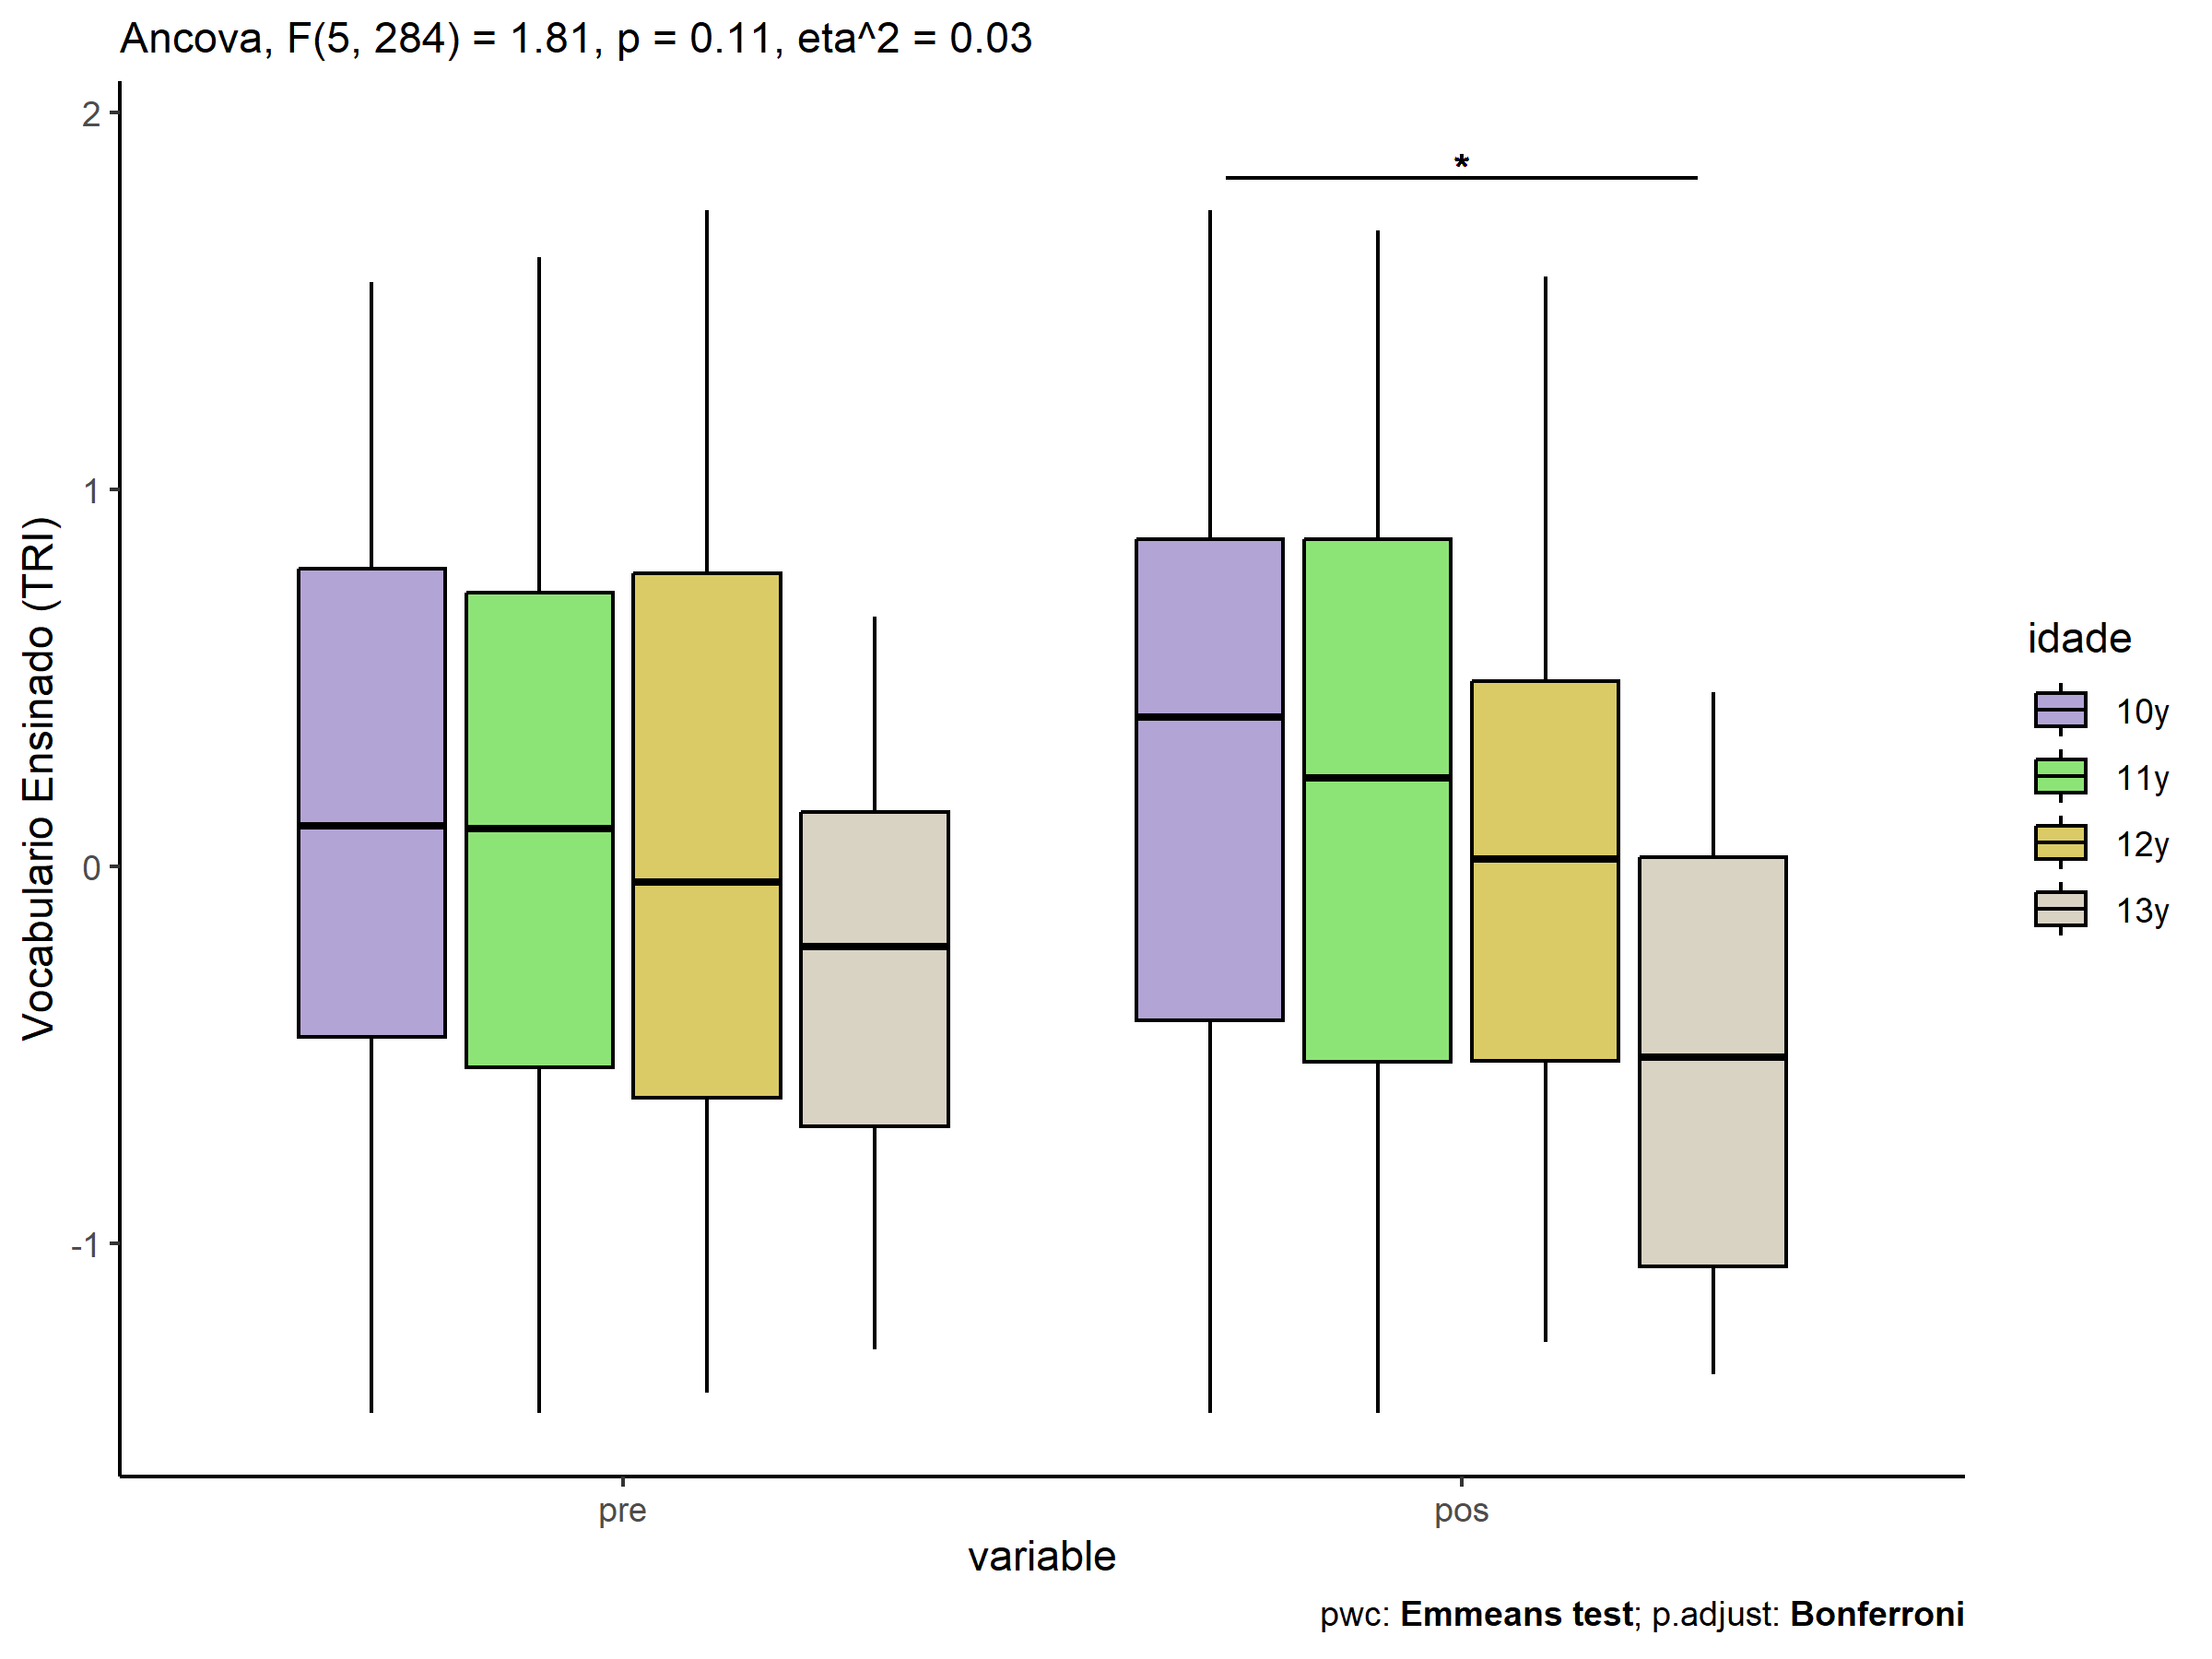 Ancova, F(5, 284) = 1.81, p = 0.11, eta^2 = 0.03
2
1
0
-1
*
Vocabulario Ensinado (TRI)
pre
pos
variable
idade
10y
11y
12y
13y
pwc: Emmeans test; p.adjust: Bonferroni